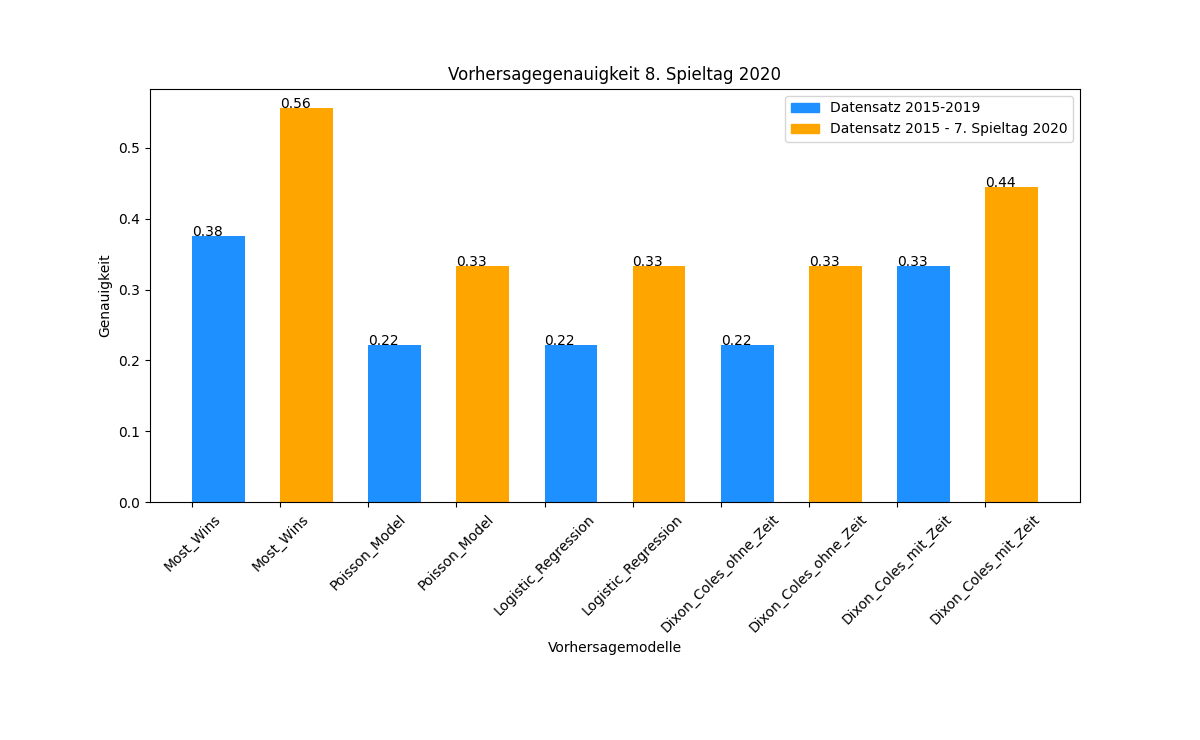 Vorhersagegenauigkeit 8. Spieltag 2020
Datensatz 2015-2019
Datensatz 2015 - 7. Spieltag 2020
Genauigkeit
0.5
0.4
0.3
0.2
0.1
0.0
0.38
0.56
0.22
0.33
0.22
0.33
0.22
0.33
0.33
0.44
Most_Wins
Most_Wins
Poisson_Model
Poisson_Model
Logistic_Regression
Logistic_Regression
Dixon_Coles_ohne_Zeit
Dixon_Coles_ohne_Zeit
Dixon_Coles_mit_Zeit
Dixon_Coles_mit_Zeit
Vorhersagemodelle